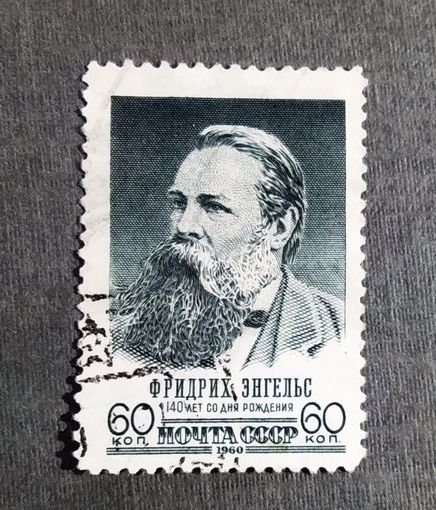 ФРИДРИХ ЭНГЕЛЬС
140 ЛЕТ СО ДНЯ РОЖДЕНИЯ
60 КОП. ПОЧТА СССР 60 КОП.
1960